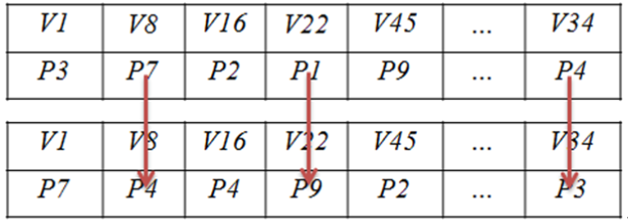 V1 V8 V16 V22 V45 ... V34
P3 P7 P2 P1 P9 ... P4
V1 V8 V16 V22 V45 ... V34
P7 P4 P4 P9 P2 ... P3